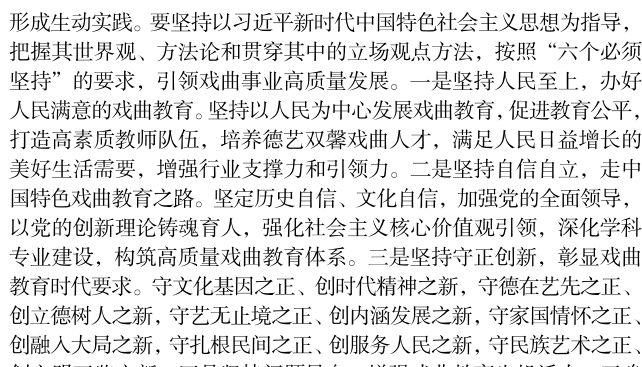 形成生动实践。要坚持以习近平新时代中国特色社会主义思想为指导，
把握其世界观、方法论和贯穿其中的立场观点方法，按照“六个必须
坚持”的要求，引领戏曲事业高质量发展。一是坚持人民至上，办好
人民满意的戏曲教育。坚持以人民为中心发展戏曲教育，促进教育公平，
打造高素质教师队伍，培养德艺双馨戏曲人才，满足人民日益增长的
美好生活需要，增强行业支撑力和引领力。二是坚持自信自立，走中
国特色戏曲教育之路。坚定历史自信、文化自信，加强党的全面领导，
以党的创新理论铸魂育人，强化社会主义核心价值观引领，深化学科
专业建设，构筑高质量戏曲教育体系。三是坚持守正创新，彰显戏曲
教育时代要求。守文化基因之正、创时代精神之新，守德在艺先之正、
创立德树人之新，守艺无止境之正、创内涵发展之新，守家国情怀之正、
创融入大局之新，守扎根民间之正、创服务人民之新，守民族艺术之正、